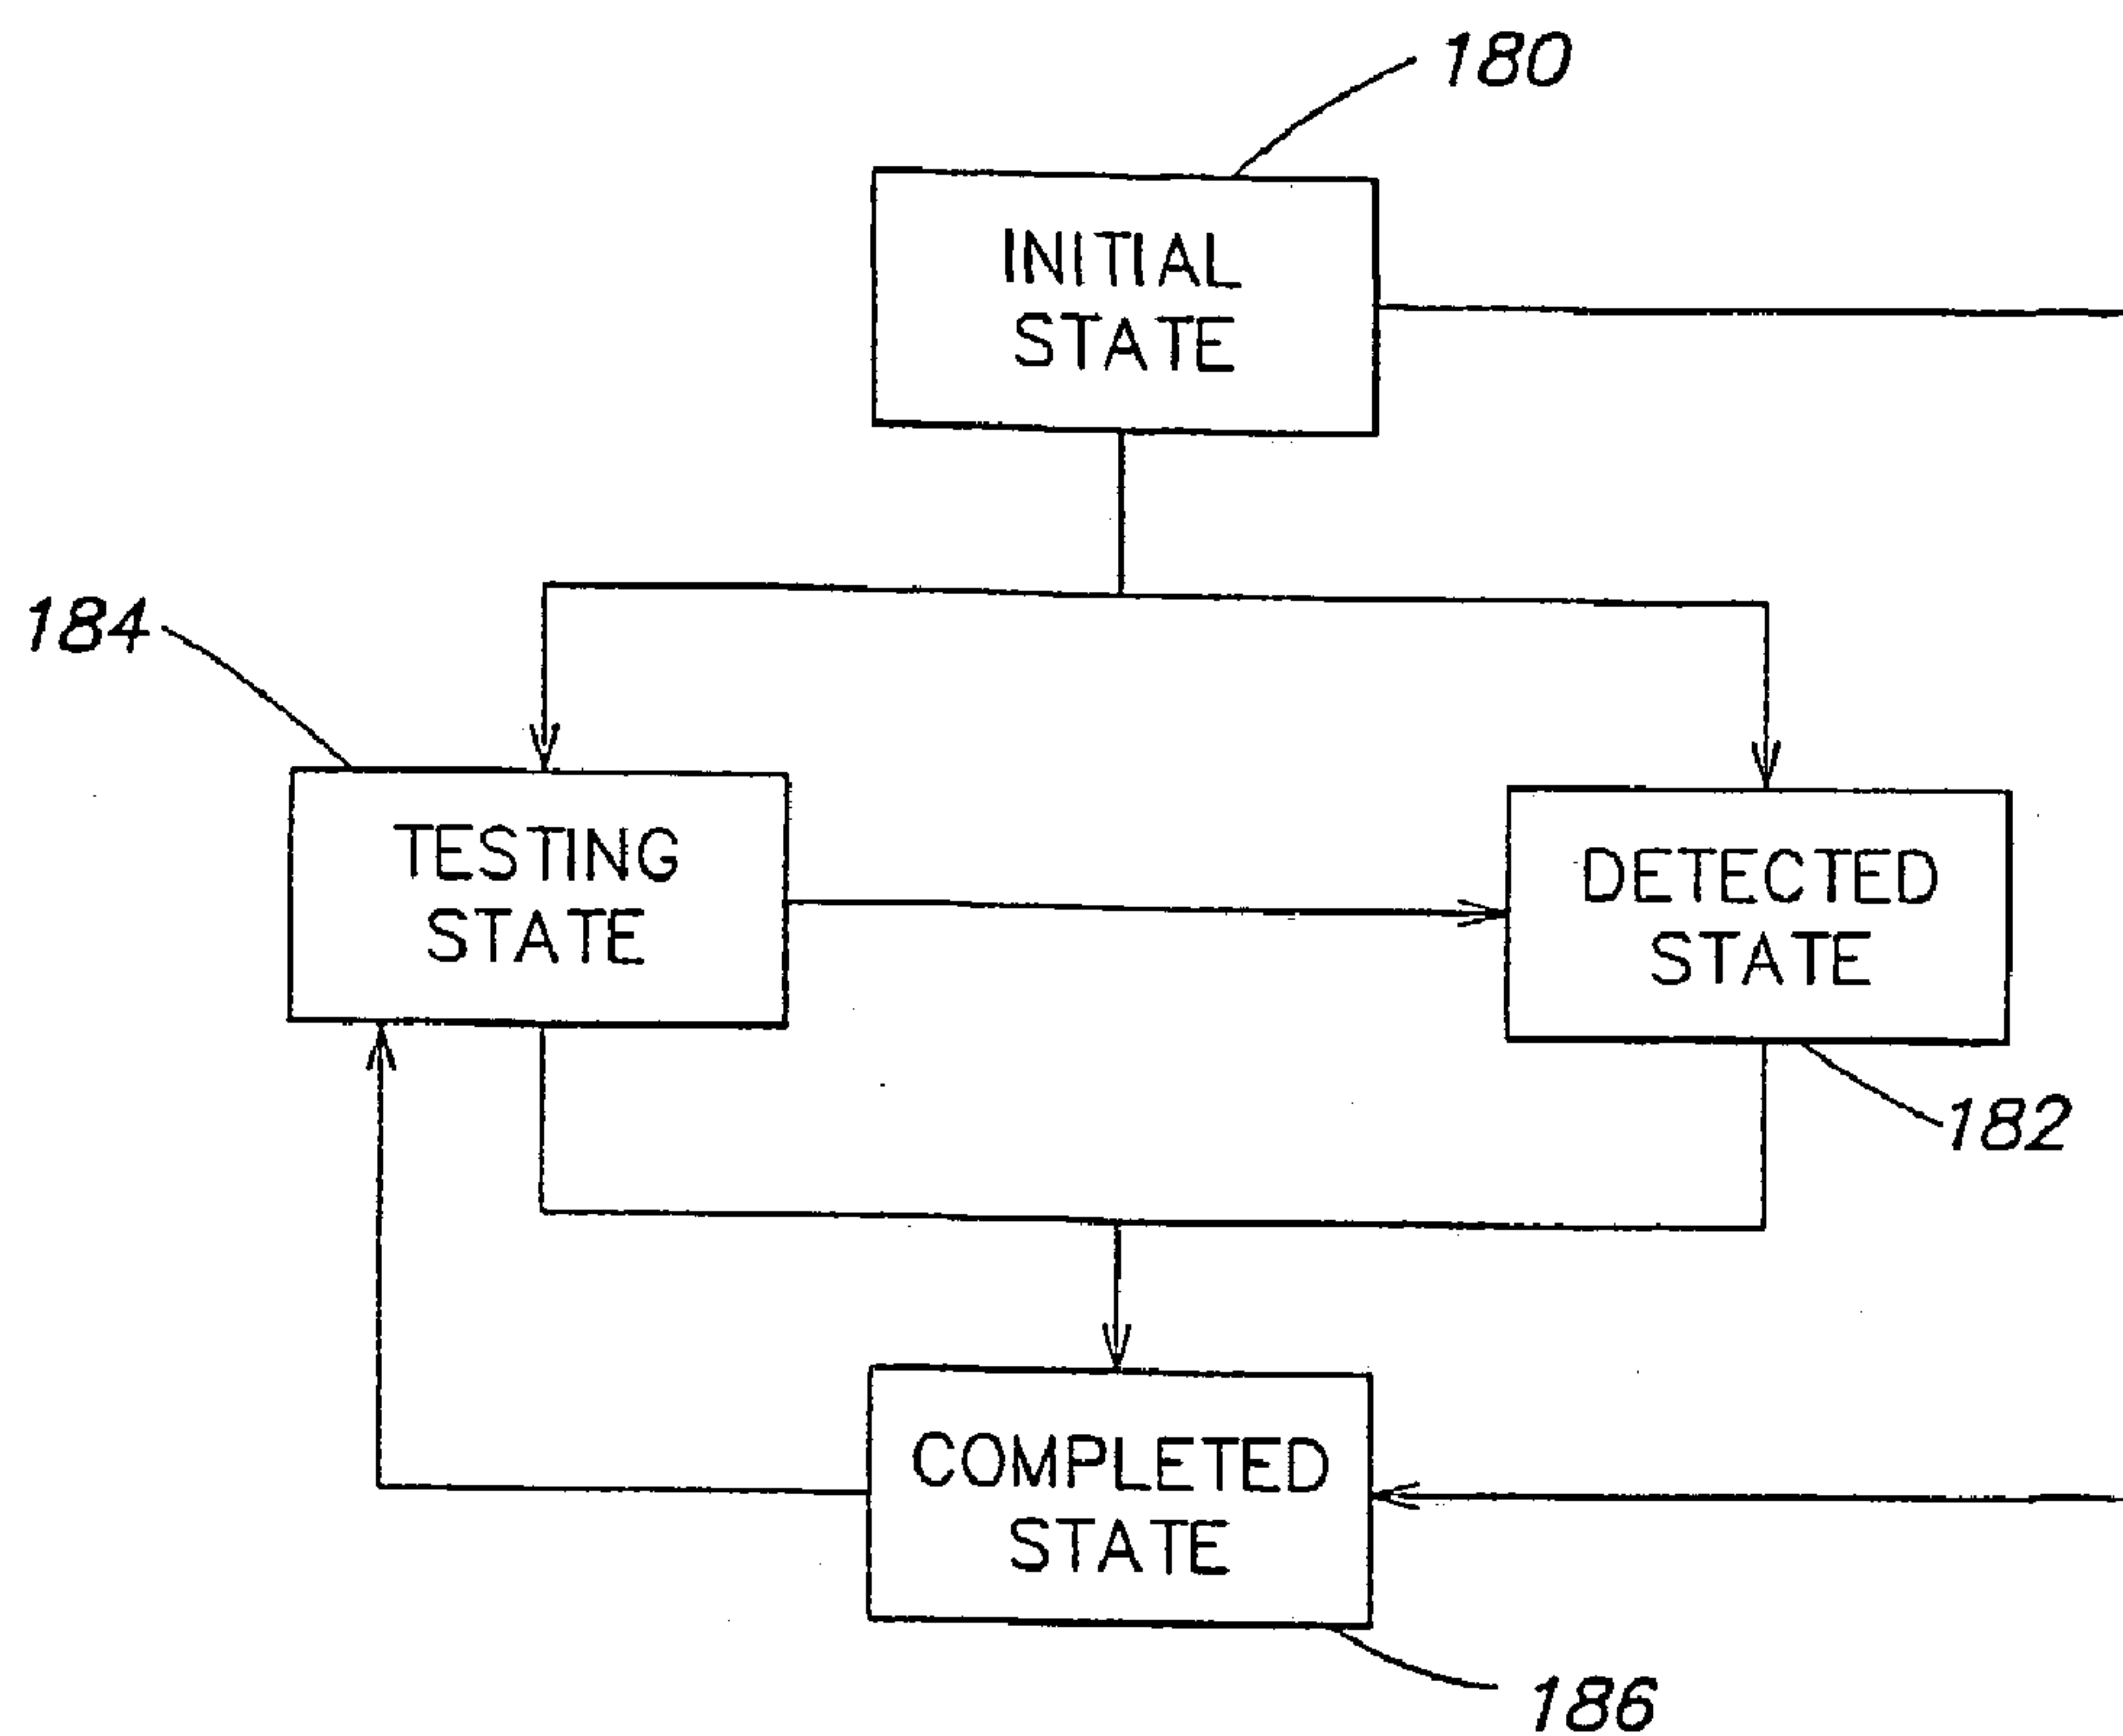 180
INITIAL
STATE
184
TESTING
STATE
DETECTED
STATE
182
COMPLETED
STATE
186